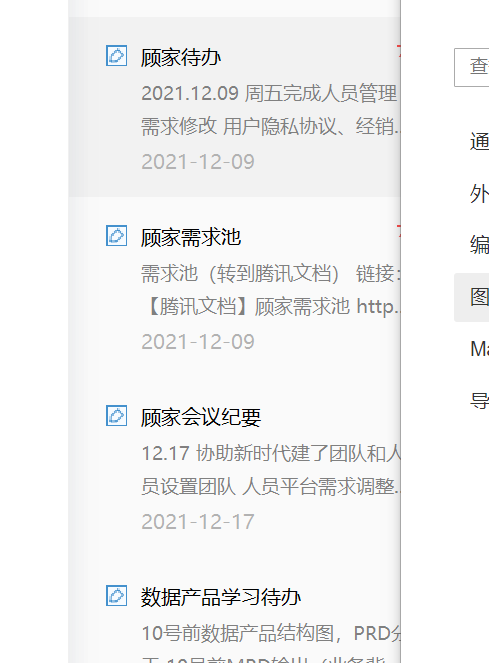 顾家待办
2021.12.09 周五完成人员管理
需求修改 用户隐私协议、经销...
2021-12-09
顾家需求池
需求池（转到腾讯文档） 链接：
【腾讯文档】顾家需求池 http...
2021-12-09
顾家会议纪要
12.17 协助新时代建了团队和人
员设置团队 人员平台需求调整...
2021-12-17
数据产品学习待办
10号前数据产品结构图，PRD分
查
通
外
编
图
Ma
导